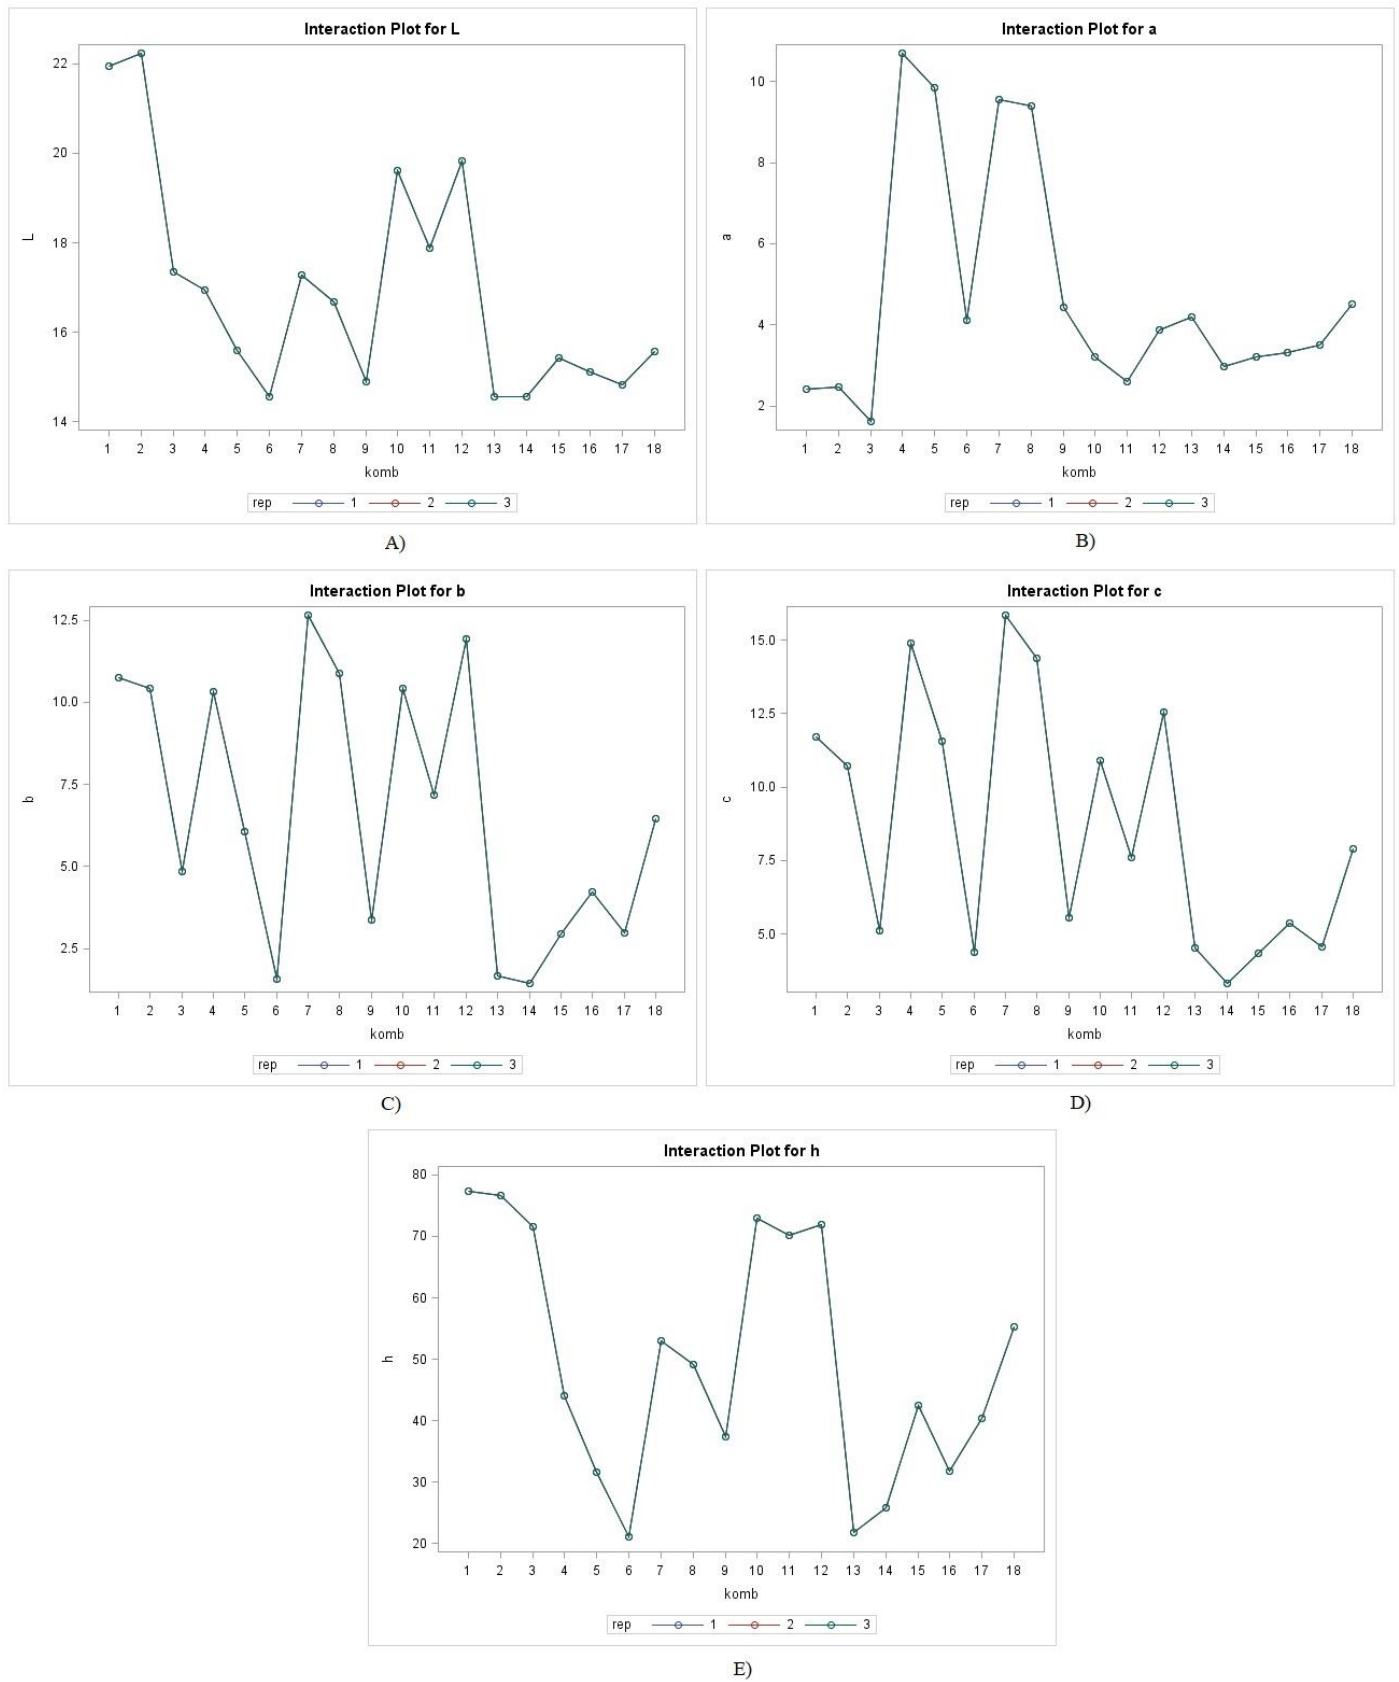 Interaction Plot for L
22
20
18
16
14
L
1 2 3 4 5 6 7 8 9 10 11 12 13 14 15 16 17 18
komb
rep 1 2 3
A)
Interaction Plot for a
10
8
6
4
2
a
1 2 3 4 5 6 7 8 9 10 11 12 13 14 15 16 17 18
komb
rep 1 2 3
B)
Interaction Plot for b
12.5
10.0
7.5
5.0
2.5
b
1 2 3 4 5 6 7 8 9 10 11 12 13 14 15 16 17 18
komb
rep 1 2 3
C)
Interaction Plot for c
15.0
12.5
10.0
7.5
5.0
c
1 2 3 4 5 6 7 8 9 10 11 12 13 14 15 16 17 18
komb
rep 1 2 3
D)
Interaction Plot for h
80
70
60
50
40
30
20
h
1 2 3 4 5 6 7 8 9 10 11 12 13 14 15 16 17 18
komb
rep 1 2 3
E)